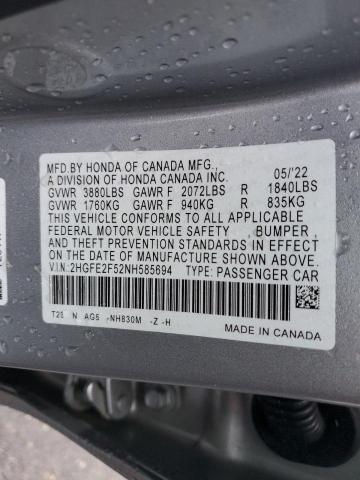 MFD.BY HONDA OF CANADA MFG.,
A DIVISION OF HONDA CANADA INC. 05/'22
GVWR 3880LBS GAWR F 2072LBS R 1840LBS
GVWR 1760KG GAWR F 940KG R 835KG
THIS VEHICLE CONFORMS TO ALL APPLICABLE
FEDERAL MOTOR VEHICLE SAFETY , BUMPER ,
AND THEFT PREVENTION STANDARDS IN EFFECT ON
THE DATE OF MANUFACTURE SHOWN ABOVE.
V.I.N:2HGFE2F52NH585694 TYPE: PASSENGER CAR
T20 N AG5 -NH830M -Z -H
MADE IN CANADA